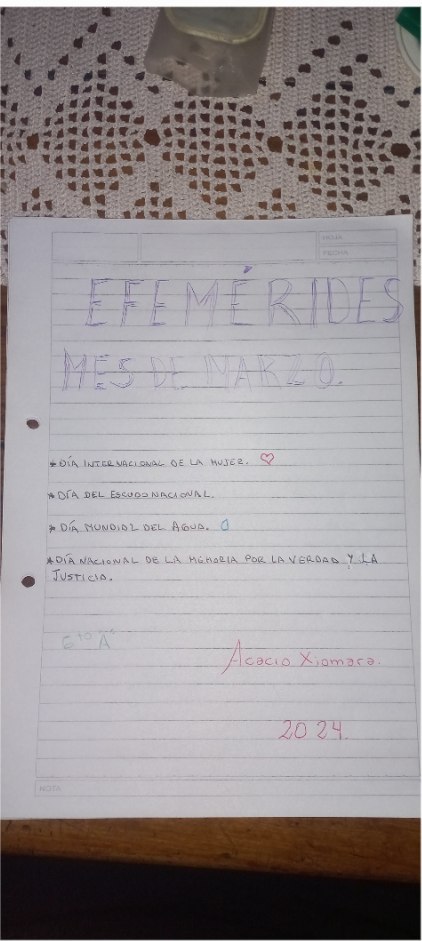 HOJA
FECHA
EFEMÉRIDES
MES DE MARZO.
* DÍA INTERNACIONAL DE LA MUJER. ♡
* DÍA DEL ESCUDO NACIONAL.
* DÍA MUNDIAL DEL AGUA.
* DÍA NACIONAL DE LA MEMORIA POR LA VERDAD Y LA
JUSTICIA.
6to A
Acacio Xiomara.
2024.
NOTA